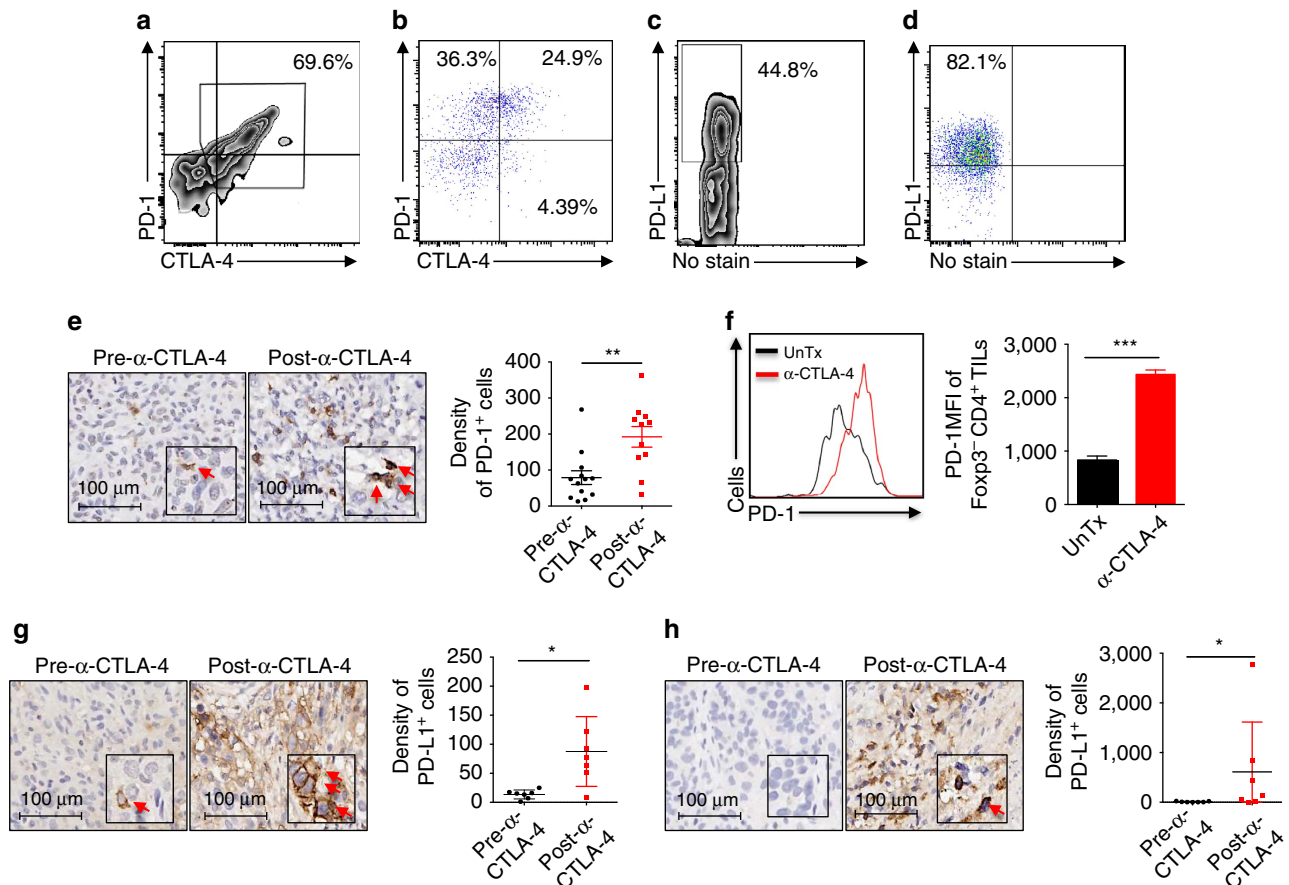 a
69.6%
PD-1
CTLA-4
b
36.3%
24.9%
4.39%
PD-1
CTLA-4
c
44.8%
PD-L1
No stain
d
82.1%
PD-L1
No stain
e
Pre-α-CTLA-4
Post-α-CTLA-4
100 μm
100 μm
Density
of PD-1⁺ cells
400
300
200
100
0
**
Pre-α-
CTLA-4
Post-α-
CTLA-4
f
UnTx
α-CTLA-4
Cells
PD-1
PD-1MFI of
Foxp3⁻ CD4⁺ TILs
3,000
2,000
1,000
0
***
UnTx
α-CTLA-4
g
Pre-α-CTLA-4
Post-α-CTLA-4
100 μm
100 μm
Density of
PD-L1⁺ cells
250
200
150
100
50
0
*
Pre-α-
CTLA-4
Post-α-
CTLA-4
h
Pre-α-CTLA-4
Post-α-CTLA-4
100 μm
100 μm
Density of
PD-L1⁺ cells
3,000
2,000
1,000
0
*
Pre-α-
CTLA-4
Post-α-
CTLA-4